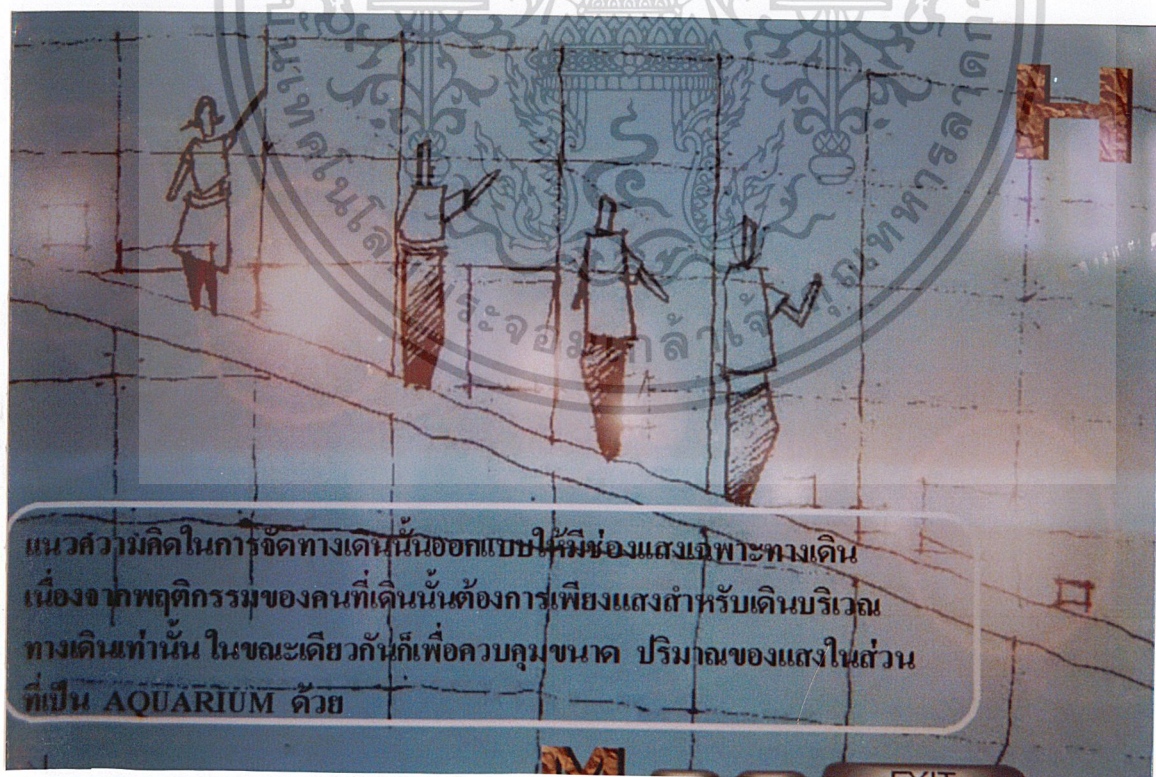 H
แนวความคิดในการจัดทางเดินนั้นออกแบบให้มีช่องแสงเฉพาะทางเดิน
เนื่องจากพฤติกรรมของคนที่เดินนั้นต้องการเพียงแสงสำหรับเดินบริเวณ
ทางเดินเท่านั้น ในขณะเดียวกันก็เพื่อควบคุมขนาด ปริมาณของแสงในส่วน
ที่เป็น AQUARIUM ด้วย
M
EXIT